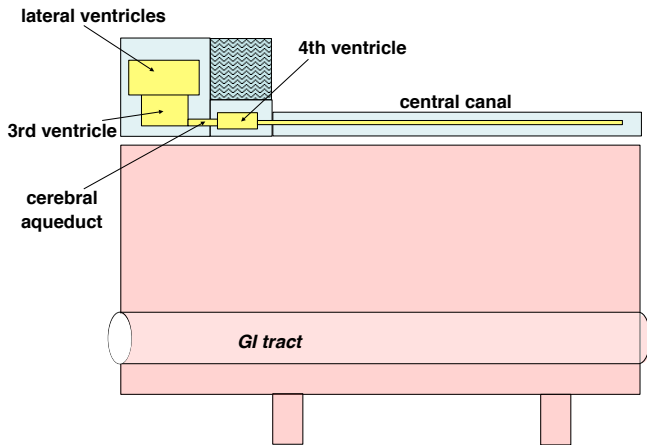 lateral ventricles
4th ventricle
central canal
3rd ventricle
cerebral
aqueduct
GI tract